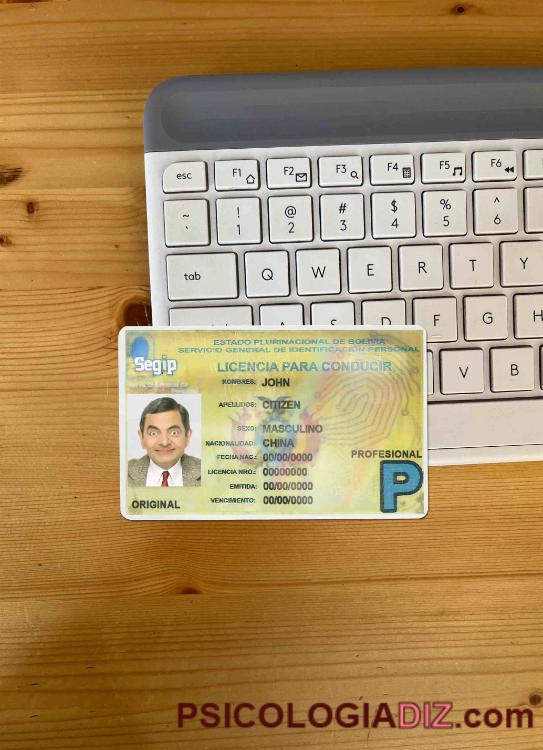 esc F1 F2 F3 F4 F5 F6
~ ! @ # $ % ^
` 1 2 3 4 5 6
tab Q W E R T Y
A S D F G H
V B
ESTADO PLURINACIONAL DE BOLIVIA
SERVICIO GENERAL DE IDENTIFICACIÓN PERSONAL
Segip
LICENCIA PARA CONDUCIR
NOMBRES: JOHN
APELLIDOS: CITIZEN
SEXO: MASCULINO
NACIONALIDAD: CHINA
FECHA NAC.: 00/00/0000
LICENCIA NRO.: 00000000
EMITIDA: 00/00/0000
VENCIMIENTO: 00/00/0000
PROFESIONAL
P
ORIGINAL
PSICOLOGIADIZ.com